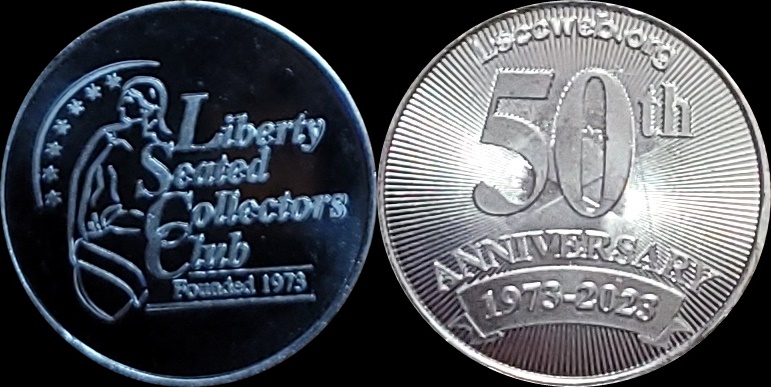 Liberty
Seated
Collectors
Club
Founded 1973
Lsccweb.org
50th
ANNIVERSARY
1973-2023